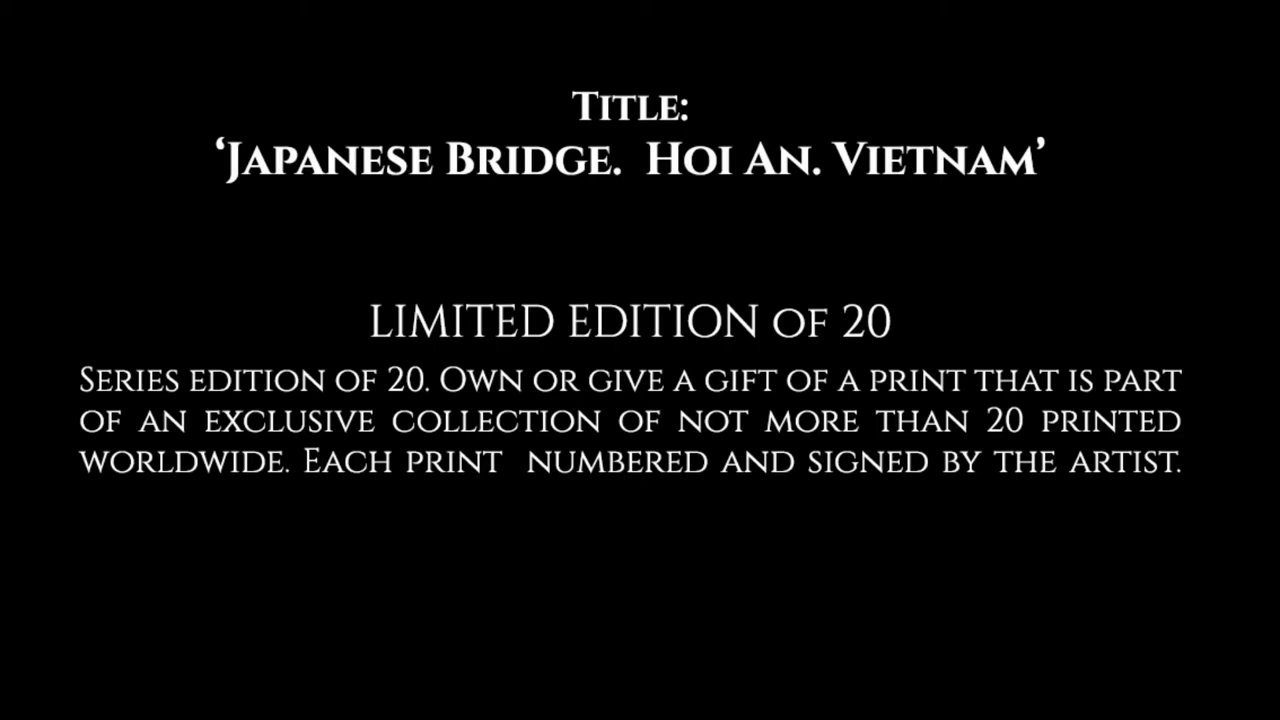 Title:
‘Japanese Bridge.  Hoi An. Vietnam’
LIMITED EDITION of 20
Series edition of 20. Own or give a gift of a print that is part
of an exclusive collection of not more than 20 printed
worldwide. Each print  numbered and signed by the artist.